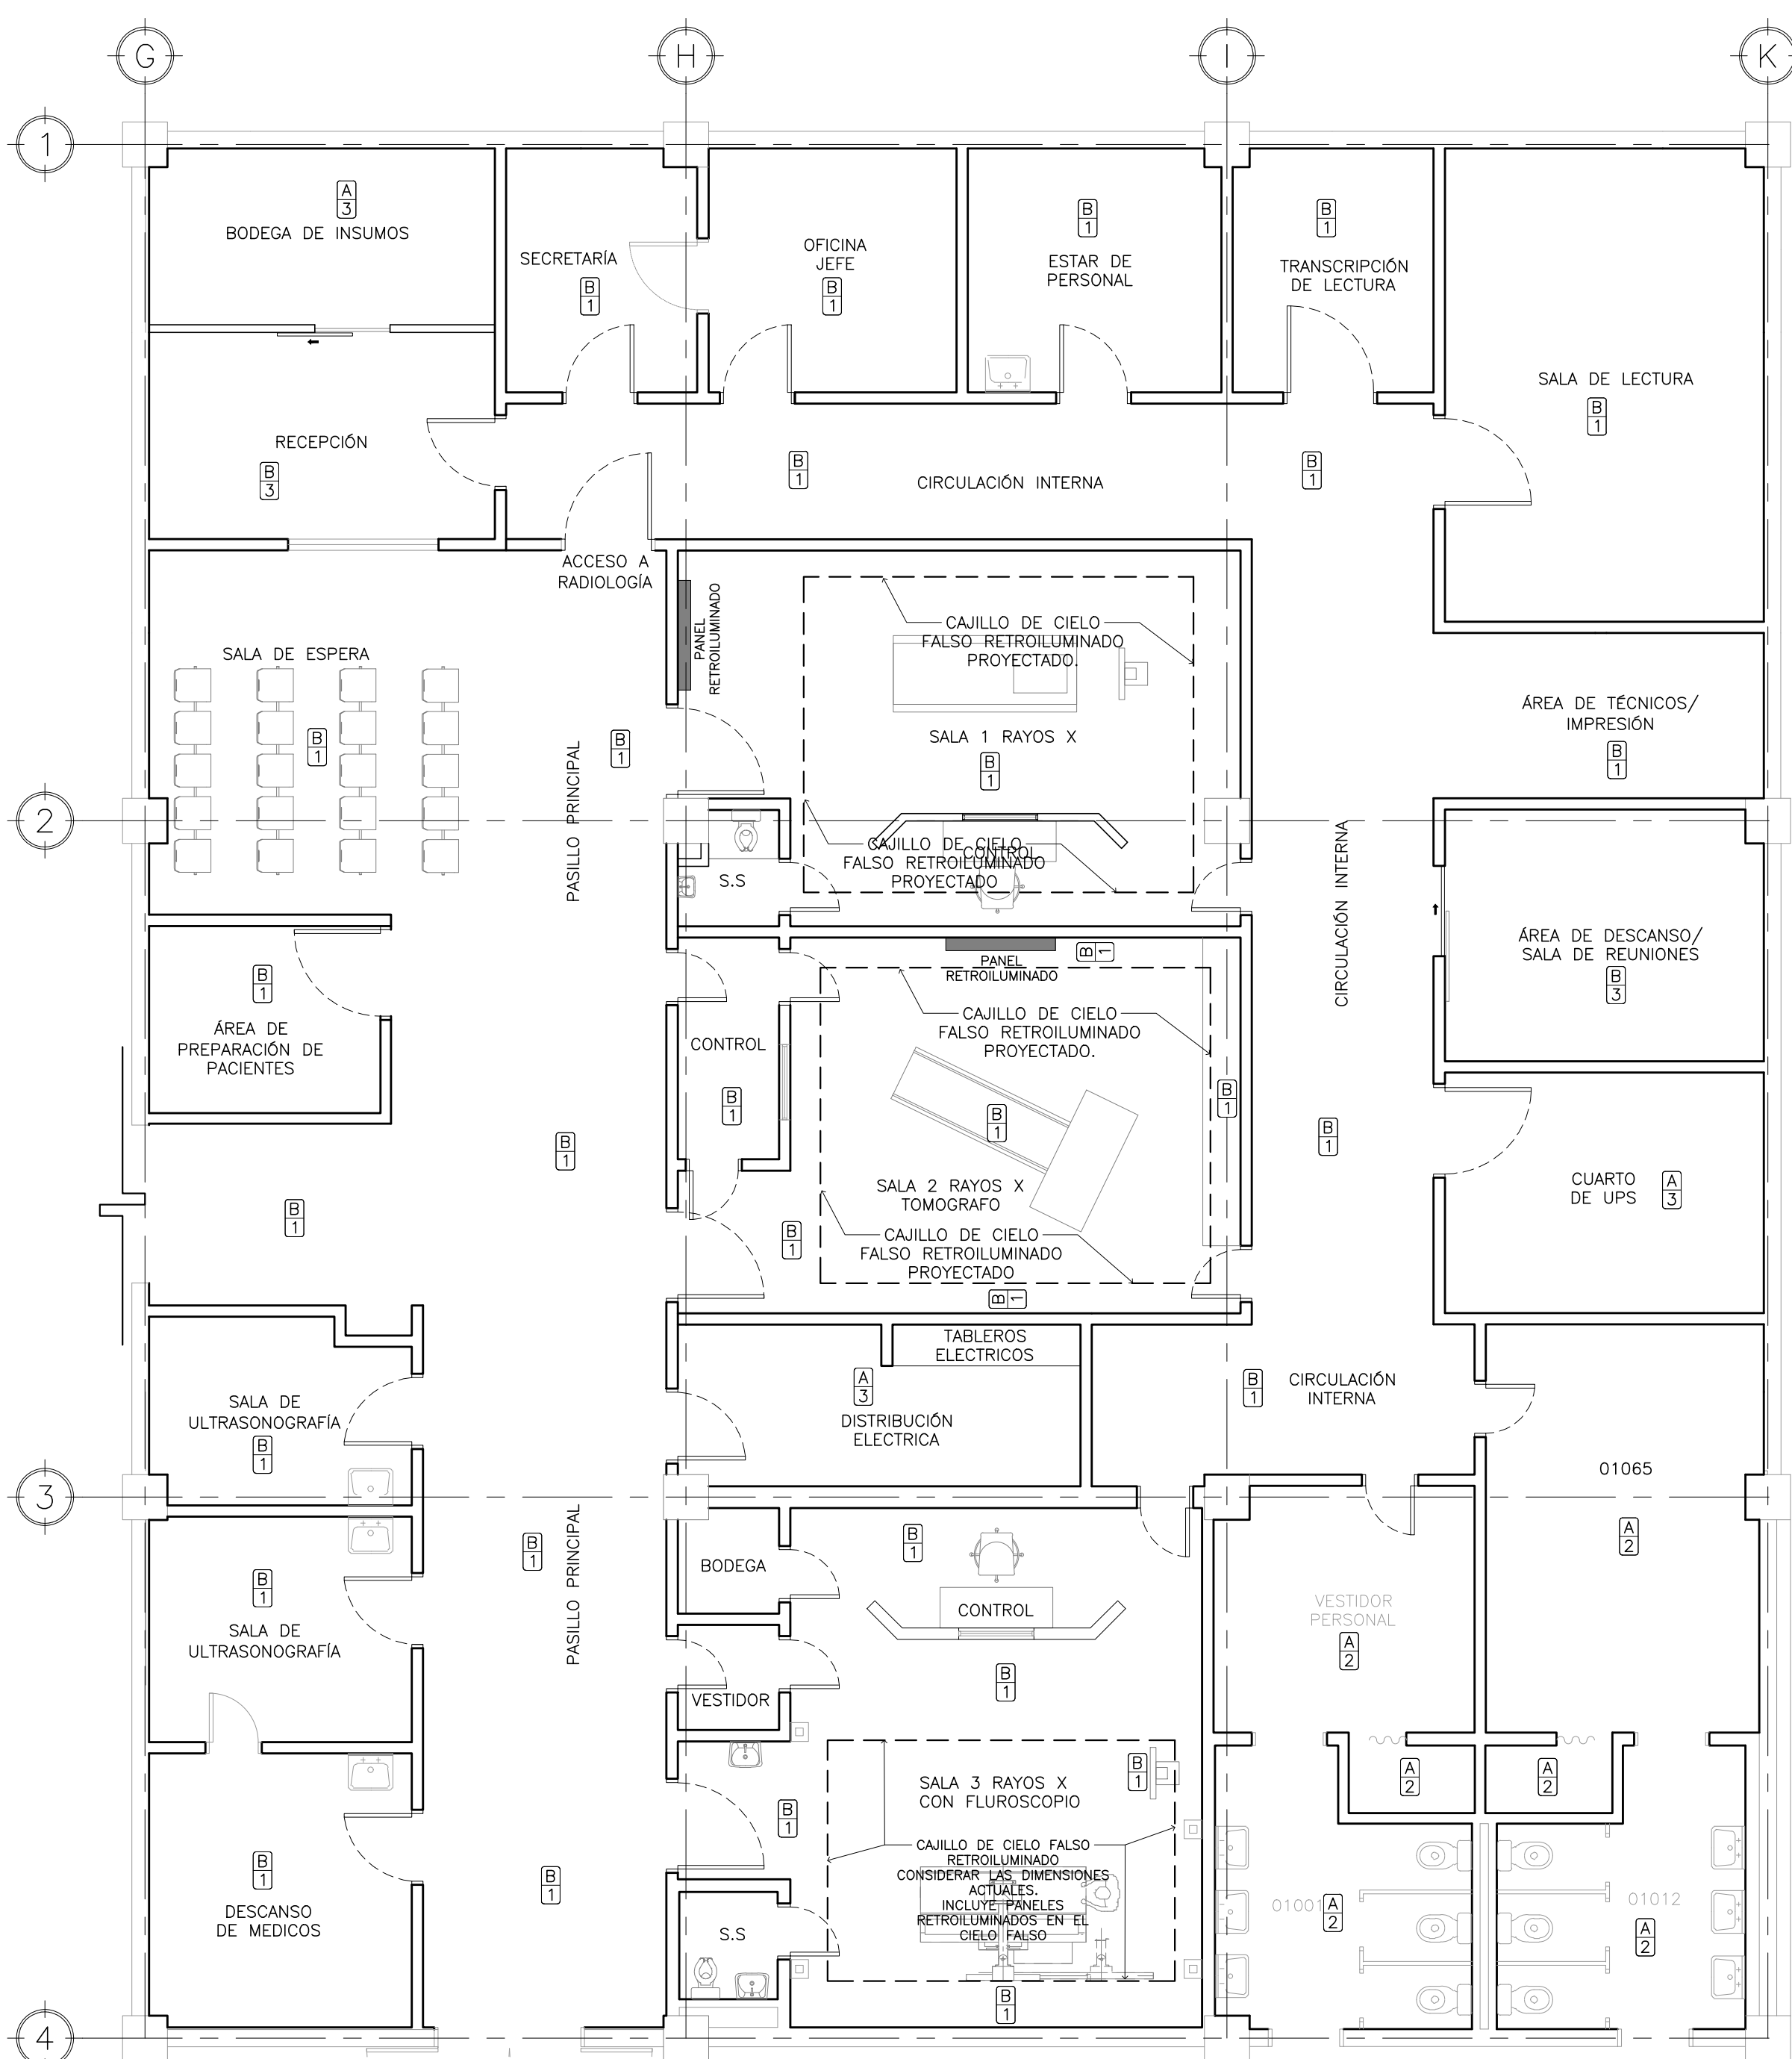 G
H
I
K
1
A
3
BODEGA DE INSUMOS
SECRETARÍA
B
1
OFICINA
JEFE
B
1
B
1
ESTAR DE
PERSONAL
B
1
TRANSCRIPCIÓN
DE LECTURA
SALA DE LECTURA
B
1
RECEPCIÓN
B
3
B
1
CIRCULACIÓN INTERNA
B
1
ACCESO A
RADIOLOGÍA
PANEL
RETROILUMINADO
CAJILLO DE CIELO
FALSO RETROILUMINADO
PROYECTADO.
SALA DE ESPERA
B
1
PASILLO PRINCIPAL
B
1
SALA 1 RAYOS X
B
1
ÁREA DE TÉCNICOS/
IMPRESIÓN
B
1
2
CAJILLO DE CIELO
FALSO RETROILUMINADO
PROYECTADO
CONTROL
S.S
CIRCULACIÓN INTERNA
ÁREA DE DESCANSO/
SALA DE REUNIONES
B
3
B
1
ÁREA DE
PREPARACIÓN DE
PACIENTES
PANEL
RETROILUMINADO
B
1
CAJILLO DE CIELO
FALSO RETROILUMINADO
PROYECTADO.
CONTROL
B
1
B
1
B
1
B
1
B
1
B
1
SALA 2 RAYOS X
TOMOGRAFO
CUARTO
DE UPS
A
3
B
1
CAJILLO DE CIELO
FALSO RETROILUMINADO
PROYECTADO
B
1
TABLEROS
ELECTRICOS
A
3
DISTRIBUCIÓN
ELECTRICA
B
1
CIRCULACIÓN
INTERNA
SALA DE
ULTRASONOGRAFÍA
B
1
3
01065
A
2
PASILLO PRINCIPAL
B
1
BODEGA
B
1
CONTROL
B
1
SALA DE
ULTRASONOGRAFÍA
VESTIDOR
PERSONAL
A
2
B
1
VESTIDOR
SALA 3 RAYOS X
CON FLUROSCOPIO
B
1
A
2
A
2
B
1
CAJILLO DE CIELO FALSO
RETROILUMINADO
CONSIDERAR LAS DIMENSIONES
ACTUALES.
INCLUYE PANELES
RETROILUMINADOS EN EL
CIELO FALSO
B
1
DESCANSO
DE MEDICOS
B
1
S.S
01001
A
2
01012
A
2
B
1
4